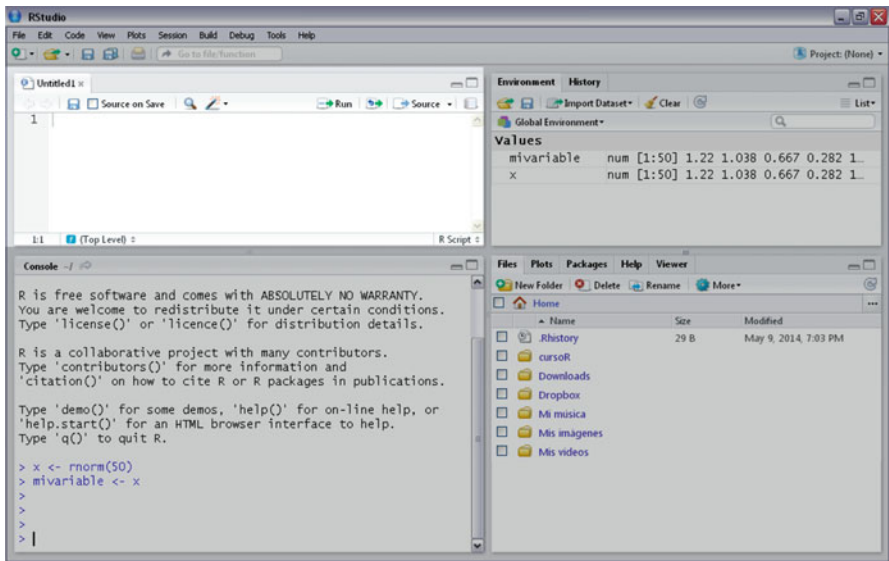 RStudio
File Edit Code View Plots Session Build Debug Tools Help
Go to file/function
Project: (None)
Untitled1
Source on Save
Run
Source
1
1:1
(Top Level)
R Script
Environment History
Import Dataset
Clear
List
Global Environment
Values
mivariable num [1:50] 1.22 1.038 0.667 0.282 1…
x num [1:50] 1.22 1.038 0.667 0.282 1…
Console ~/
R is free software and comes with ABSOLUTELY NO WARRANTY.
You are welcome to redistribute it under certain conditions.
Type 'license()' or 'licence()' for distribution details.
R is a collaborative project with many contributors.
Type 'contributors()' for more information and
'citation()' on how to cite R or R packages in publications.
Type 'demo()' for some demos, 'help()' for on-line help, or
'help.start()' for an HTML browser interface to help.
Type 'q()' to quit R.
> x <- rnorm(50)
> mivariable <- x
>
>
>
>
Files Plots Packages Help Viewer
New Folder Delete Rename More
Home
Name Size Modified
.Rhistory 29 B May 9, 2014, 7:03 PM
cursoR
Downloads
Dropbox
Mi música
Mis imágenes
Mis videos